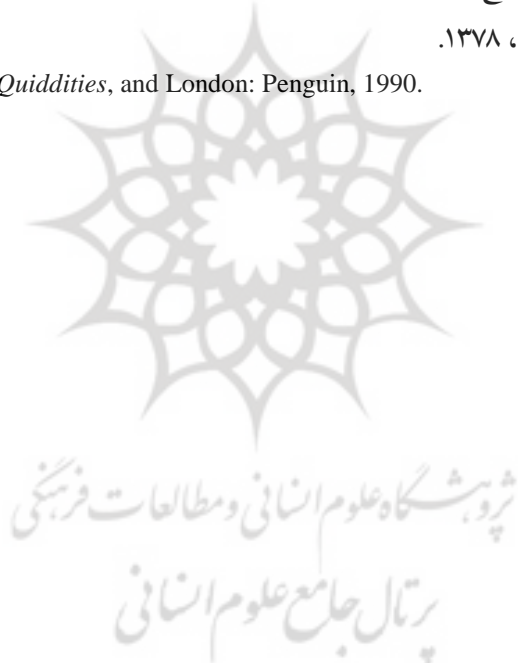 ، ۱۳۷۸.
Quiddities, and London: Penguin, 1990.
پژوهشگاه علوم انسانی و مطالعات فرهنگی
پرتال جامع علوم انسانی